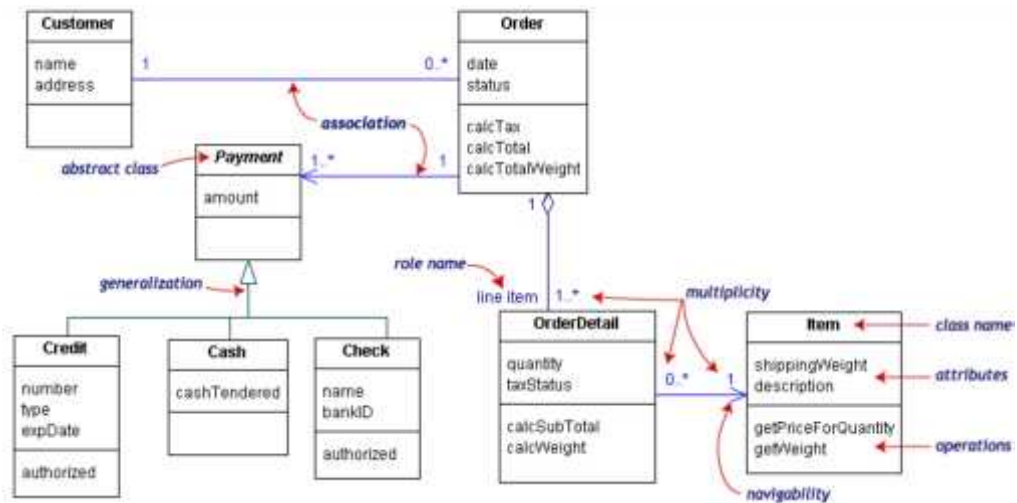 Customer
name
address
1
0..*
Order
date
status
calcTax
calcTotal
calcTotalWeight
association
abstract class
Payment
amount
1..*
1
1
generalization
role name
line item
1..*
multiplicity
Credit
number
type
expDate
authorized
Cash
cashTendered
Check
name
bankID
authorized
OrderDetail
quantity
taxStatus
calcSubTotal
calcWeight
0..*
1
Item
shippingWeight
description
getPriceForQuantity
getWeight
class name
attributes
operations
navigability